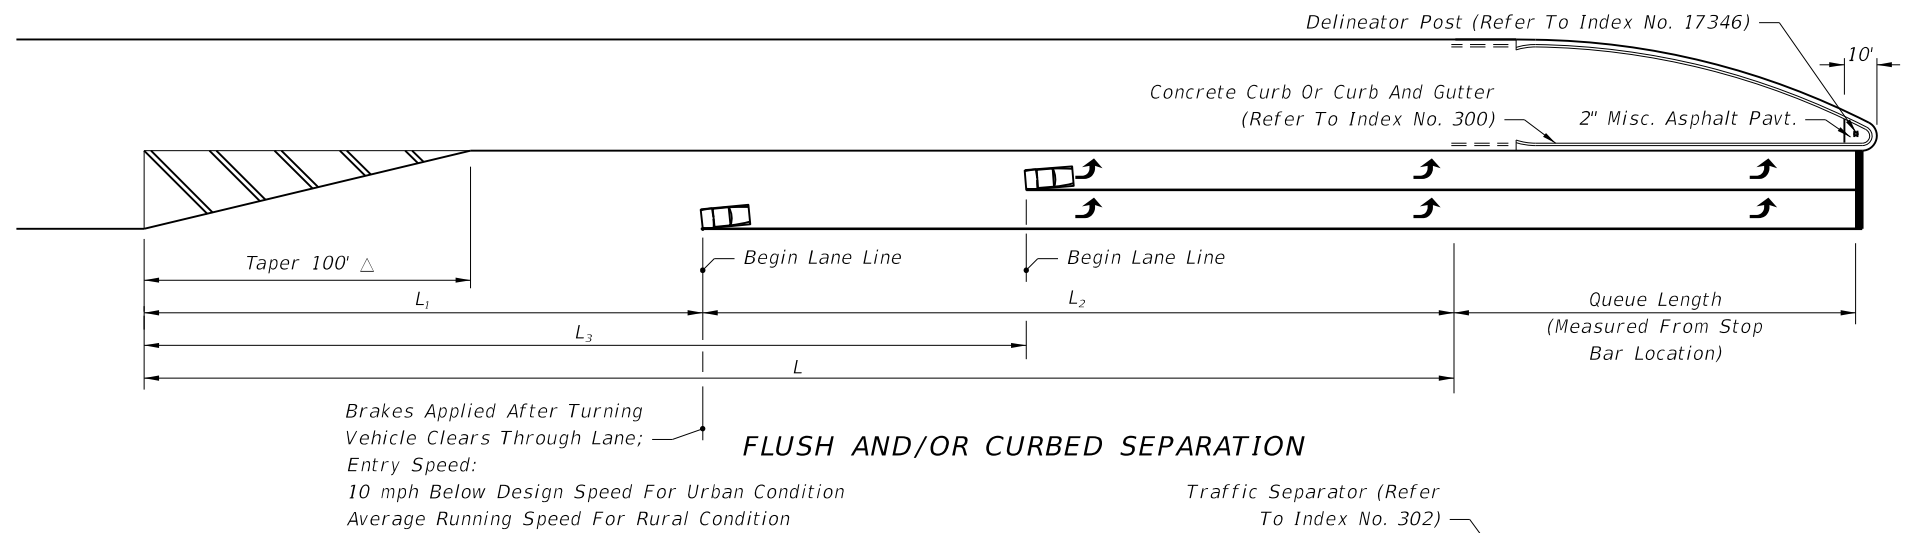 Delineator Post (Refer To Index No. 17346)
10'
Concrete Curb Or Curb And Gutter
(Refer To Index No. 300)
2" Misc. Asphalt Pavt.
Begin Lane Line
Begin Lane Line
Taper 100' △
L₁
L₂
Queue Length
(Measured From Stop
Bar Location)
L₃
L
Brakes Applied After Turning
Vehicle Clears Through Lane;
Entry Speed:
10 mph Below Design Speed For Urban Condition
Average Running Speed For Rural Condition
FLUSH AND/OR CURBED SEPARATION
Traffic Separator (Refer
To Index No. 302)